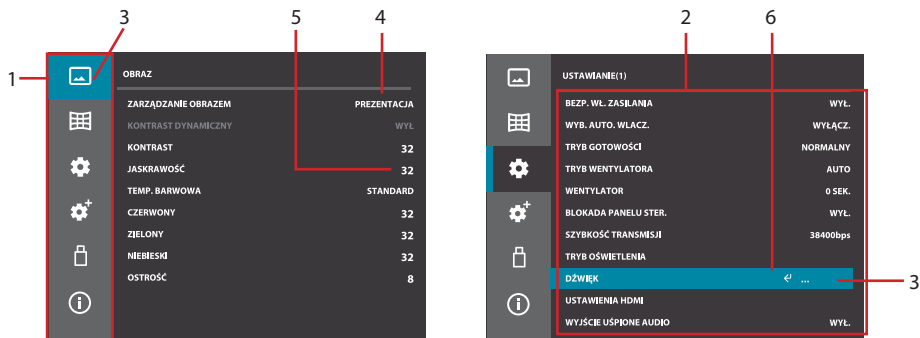 3
5
4
1
OBRAZ
ZARZĄDZANIE OBRAZEM PREZENTACJA
KONTRAST DYNAMICZNY WYŁ
KONTRAST 32
JASKRAWOŚĆ 32
TEMP. BARWOWA STANDARD
CZERWONY 32
ZIELONY 32
NIEBIESKI 32
OSTROŚĆ 8
2
6
USTAWIANIE(1)
BEZP. WŁ. ZASILANIA WYŁ.
WYB. AUTO. WLACZ. WYŁĄCZ.
TRYB GOTOWOŚCI NORMALNY
TRYB WENTYLATORA AUTO
WENTYLATOR 0 SEK.
BLOKADA PANELU STER. WYŁ.
SZYBKOŚĆ TRANSMISJI 38400bps
TRYB OŚWIETLENIA
DŹWIĘK ...
3
USTAWIENIA HDMI
WYJŚCIE UŚPIONE AUDIO WYŁ.